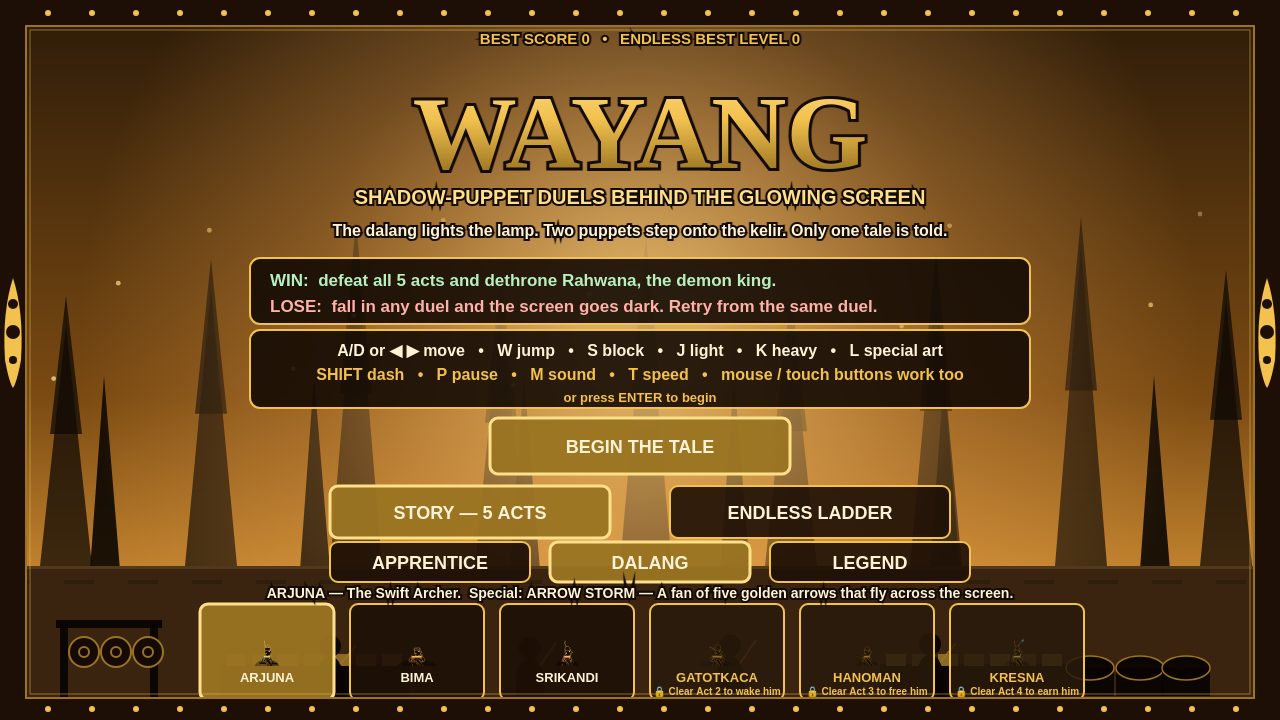 BEST SCORE 0 • ENDLESS BEST LEVEL 0
WAYANG
SHADOW-PUPPET DUELS BEHIND THE GLOWING SCREEN
The dalang lights the lamp. Two puppets step onto the kelir. Only one tale is told.
WIN: defeat all 5 acts and dethrone Rahwana, the demon king.
LOSE: fall in any duel and the screen goes dark. Retry from the same duel.
A/D or ◀ ▶ move • W jump • S block • J light • K heavy • L special art
SHIFT dash • P pause • M sound • T speed • mouse / touch buttons work too
or press ENTER to begin
BEGIN THE TALE
STORY — 5 ACTS
ENDLESS LADDER
APPRENTICE
DALANG
LEGEND
ARJUNA — The Swift Archer. Special: ARROW STORM — A fan of five golden arrows that fly across the screen.
ARJUNA
BIMA
SRIKANDI
GATOTKACA
🔒 Clear Act 2 to wake him
HANOMAN
🔒 Clear Act 3 to free him
KRESNA
🔒 Clear Act 4 to earn him